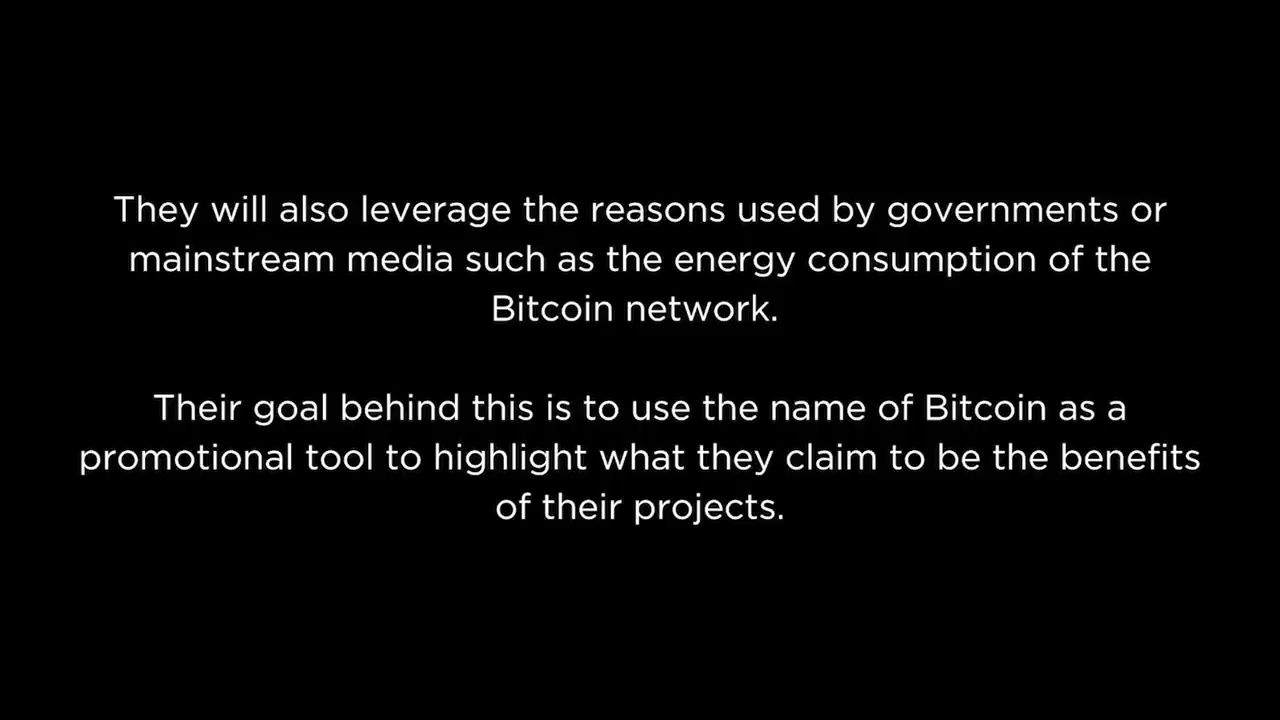 They will also leverage the reasons used by governments or
mainstream media such as the energy consumption of the
Bitcoin network.
Their goal behind this is to use the name of Bitcoin as a
promotional tool to highlight what they claim to be the benefits
of their projects.